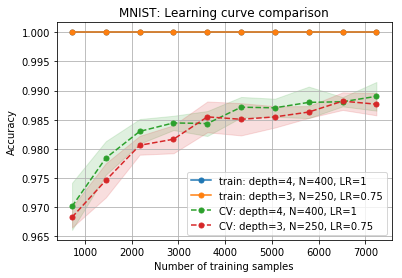 MNIST: Learning curve comparison
1.000
0.995
0.990
0.985
0.980
0.975
0.970
0.965
Accuracy
train: depth=4, N=400, LR=1
train: depth=3, N=250, LR=0.75
CV: depth=4, N=400, LR=1
CV: depth=3, N=250, LR=0.75
1000 2000 3000 4000 5000 6000 7000
Number of training samples